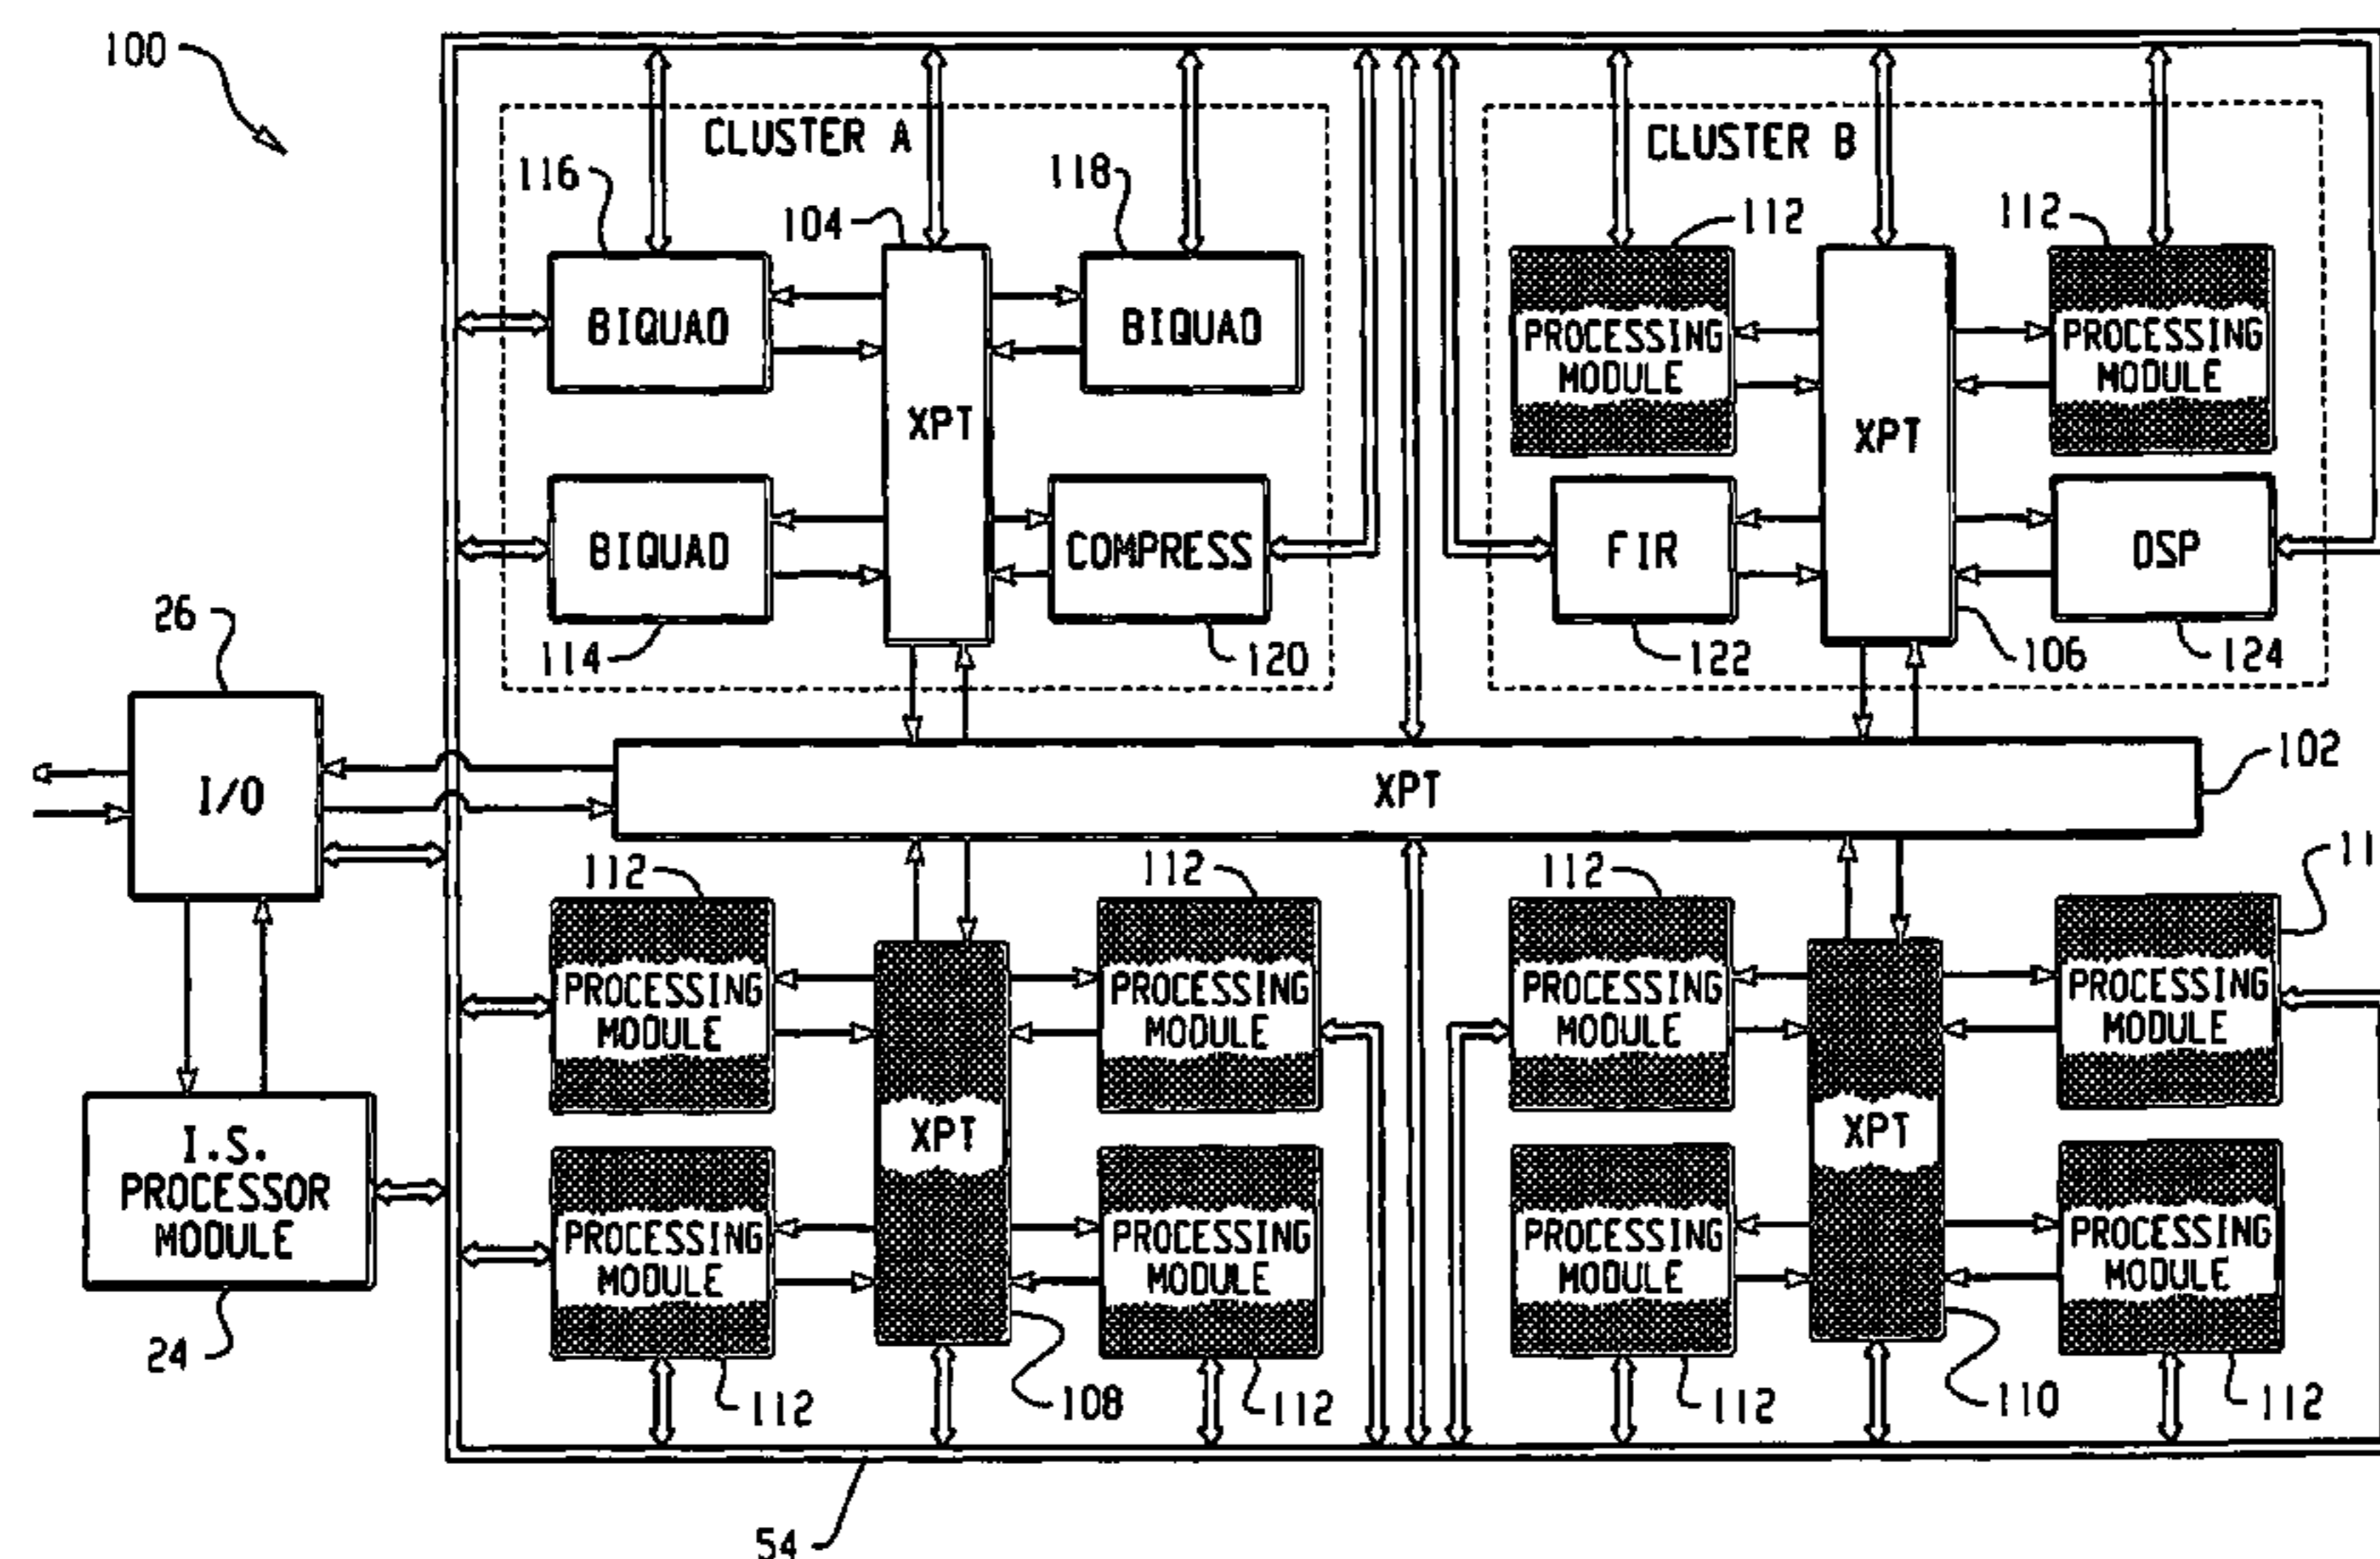 100
CLUSTER A
CLUSTER B
116
118
104
112
112
BIQUAD
BIQUAD
PROCESSING
MODULE
PROCESSING
MODULE
XPT
XPT
BIQUAD
COMPRESS
FIR
DSP
26
114
120
122
106
124
I/O
XPT
102
112
112
112
11
PROCESSING
MODULE
PROCESSING
MODULE
PROCESSING
MODULE
PROCESSING
MODULE
XPT
XPT
I.S.
PROCESSOR
MODULE
PROCESSING
MODULE
PROCESSING
MODULE
PROCESSING
MODULE
PROCESSING
MODULE
24
112
108
112
112
110
112
54